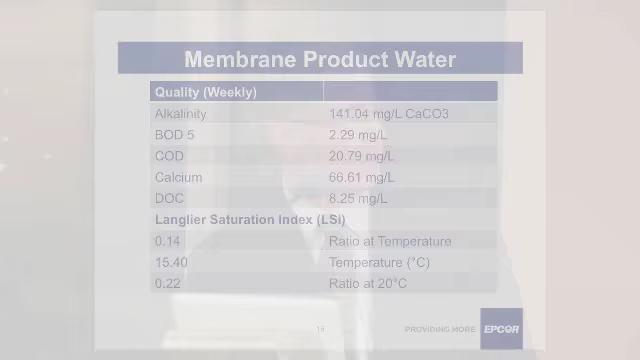 Membrane Product Water
Quality (Weekly)
Alkalinity 141.04 mg/L CaCO3
BOD 5 2.29 mg/L
COD 20.79 mg/L
Calcium 66.61 mg/L
DOC 8.25 mg/L
Langlier Saturation Index (LSI)
0.14 Ratio at Temperature
15.40 Temperature (°C)
0.22 Ratio at 20°C
16 PROVIDING MORE EPCOR